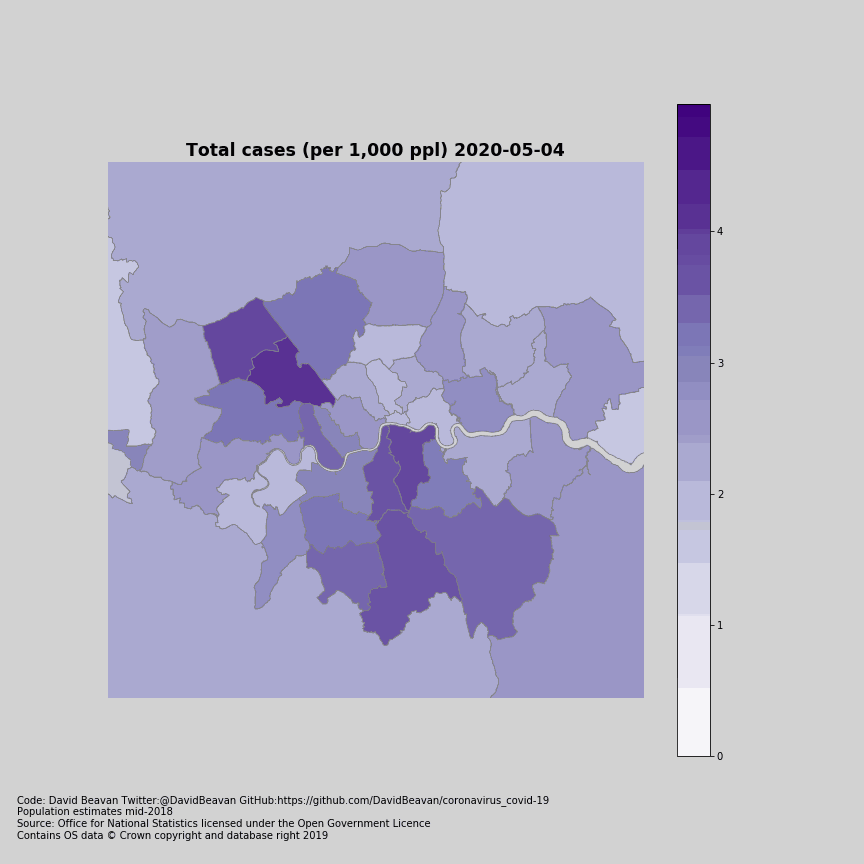 Total cases (per 1,000 ppl) 2020-05-04
4
3
2
1
0
Code: David Beavan Twitter:@DavidBeavan GitHub:https://github.com/DavidBeavan/coronavirus_covid-19
Population estimates mid-2018
Source: Office for National Statistics licensed under the Open Government Licence
Contains OS data © Crown copyright and database right 2019